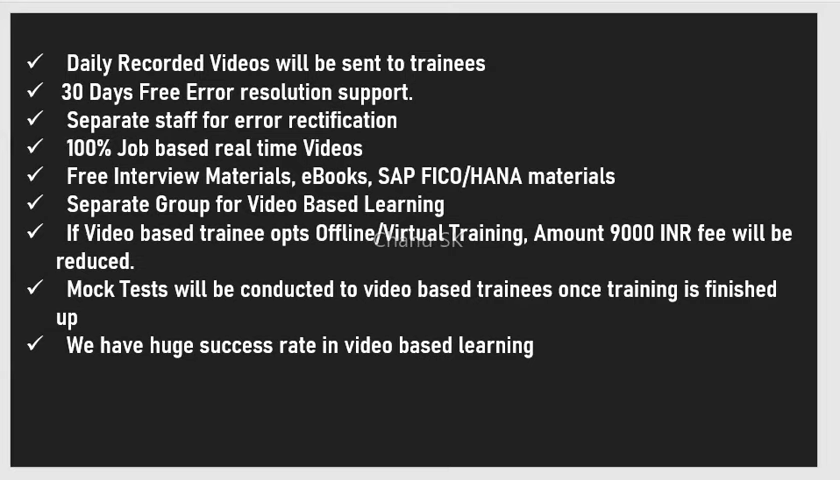 ✓ Daily Recorded Videos will be sent to trainees
✓ 30 Days Free Error resolution support.
✓ Separate staff for error rectification
✓ 100% Job based real time Videos
✓ Free Interview Materials, eBooks, SAP FICO/HANA materials
✓ Separate Group for Video Based Learning
✓ If Video based trainee opts Offline/Virtual Training, Amount 9000 INR fee will be
reduced.
Chand SK
✓ Mock Tests will be conducted to video based trainees once training is finished
up
✓ We have huge success rate in video based learning